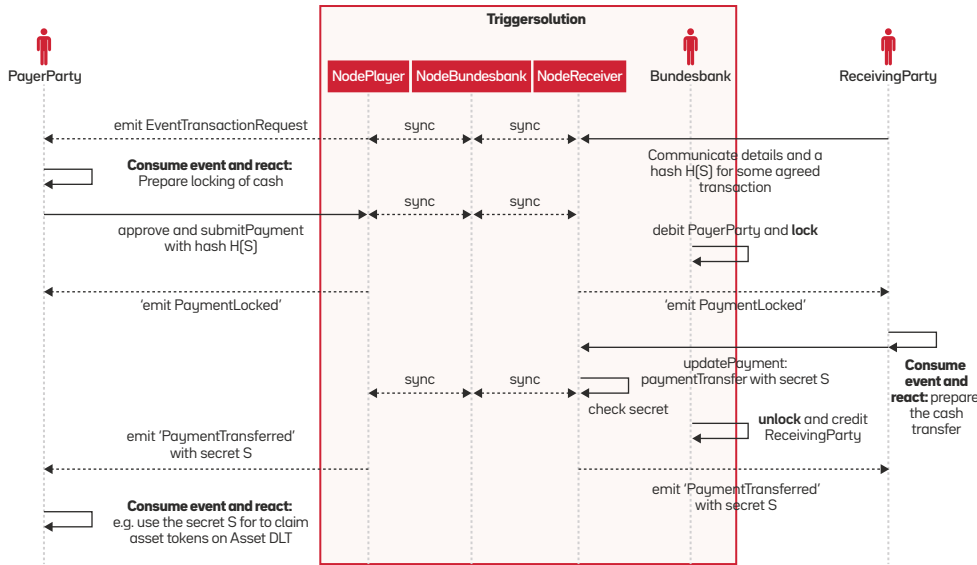 Triggersolution
PayerParty
NodePlayer
NodeBundesbank
NodeReceiver
Bundesbank
ReceivingParty
emit EventTransactionRequest
sync
sync
Communicate details and a
hash H(S) for some agreed
transaction
Consume event and react:
Prepare locking of cash
sync
sync
approve and submitPayment
with hash H(S)
debit PayerParty and lock
'emit PaymentLocked'
'emit PaymentLocked'
updatePayment:
paymentTransfer with secret S
Consume
event and
react: prepare
the cash
transfer
sync
sync
check secret
unlock and credit
ReceivingParty
emit 'PaymentTransferred'
with secret S
emit 'PaymentTransferred'
with secret S
Consume event and react:
e.g. use the secret S for to claim
asset tokens on Asset DLT